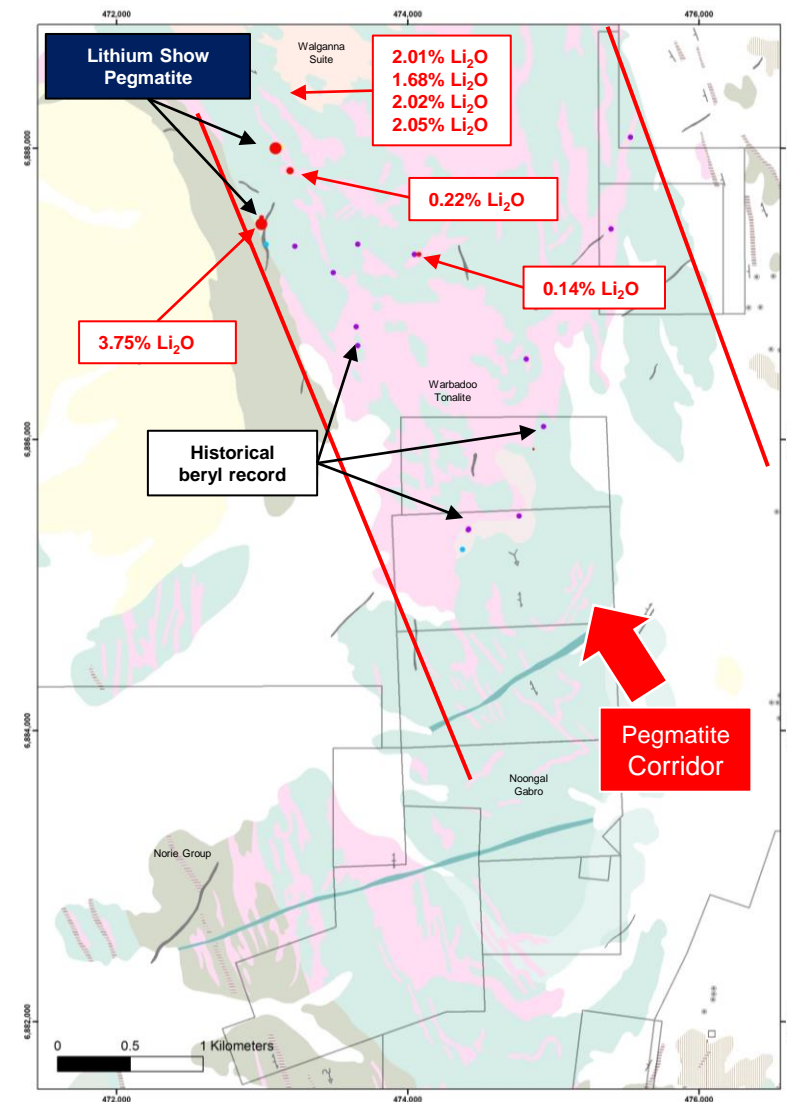 472,000
474,000
476,000
Walganna
Suite
Lithium Show
Pegmatite
2.01% Li₂O
1.68% Li₂O
2.02% Li₂O
2.05% Li₂O
6,888,000
0.22% Li₂O
0.14% Li₂O
3.75% Li₂O
Warbadoo
Tonalite
6,886,000
Historical
beryl record
6,884,000
Pegmatite
Corridor
Noongal
Gabro
Norie Group
6,882,000
0 0.5 1 Kilometers
472,000
474,000
476,000